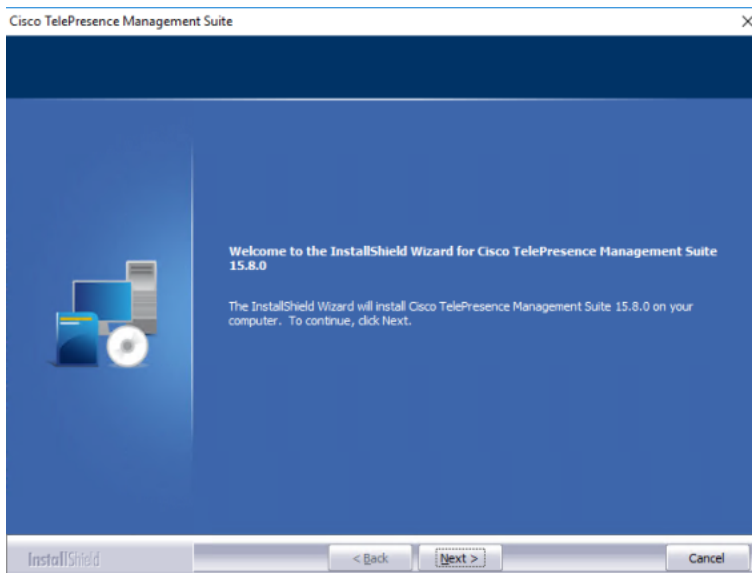 Cisco TelePresence Management Suite
Welcome to the InstallShield Wizard for Cisco TelePresence Management Suite
15.8.0
The InstallShield Wizard will install Cisco TelePresence Management Suite 15.8.0 on your
computer. To continue, click Next.
InstallShield
< Back
Next >
Cancel